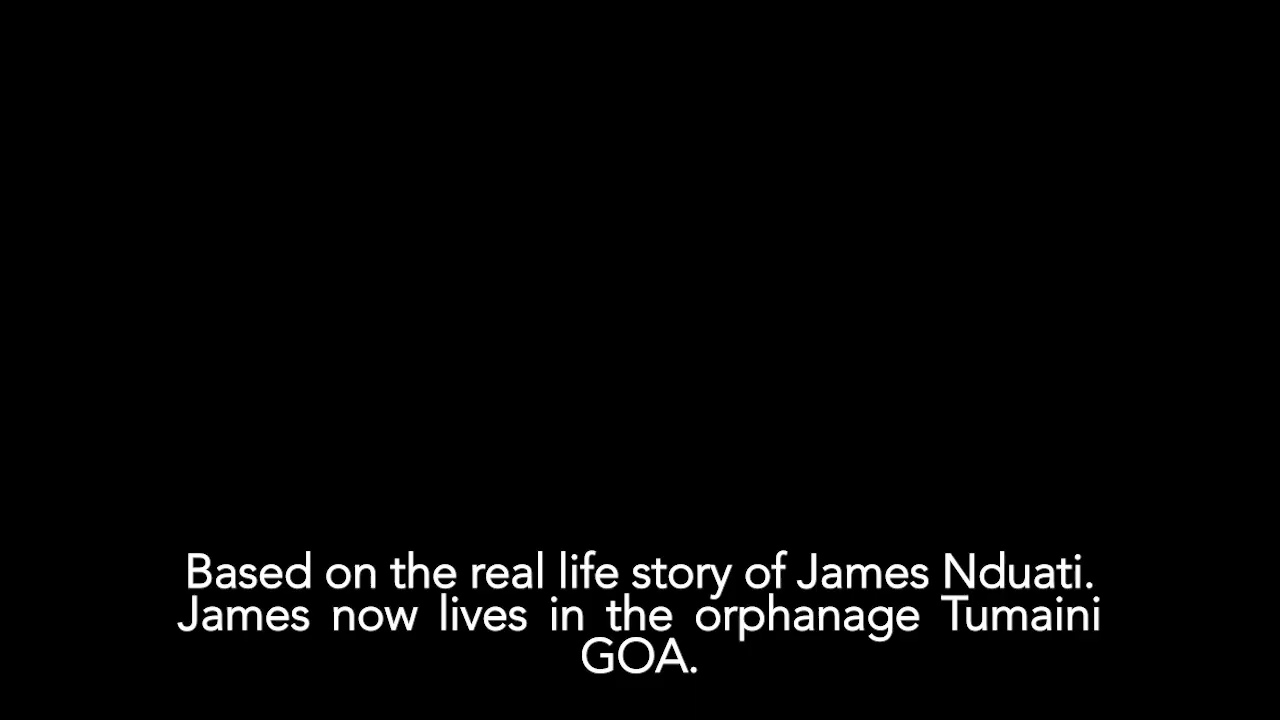 Based on the real life story of James Nduati.
James now lives in the orphanage Tumaini
GOA.